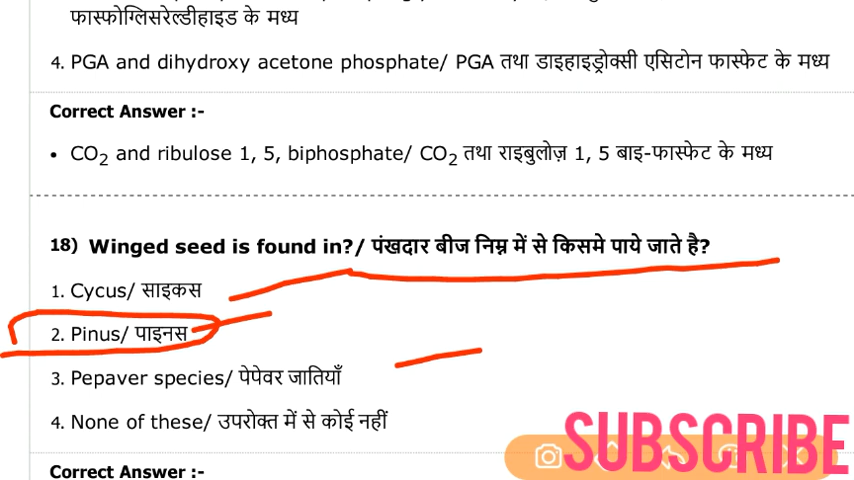 फास्फोग्लिसरेल्डीहाइड के मध्य
4. PGA and dihydroxy acetone phosphate/ PGA तथा डाइहाइड्रोक्सी एसिटोन फास्फेट के मध्य
Correct Answer :-
• CO2 and ribulose 1, 5, biphosphate/ CO2 तथा राइबुलोज़ 1, 5 बाइ-फास्फेट के मध्य
18) Winged seed is found in?/ पंखदार बीज निम्न में से किसमे पाये जाते है?
1. Cycus/ साइकस
2. Pinus/ पाइनस
3. Pepaver species/ पेपेवर जातियाँ
4. None of these/ उपरोक्त में से कोई नहीं
SUBSCRIBE
Correct Answer :-